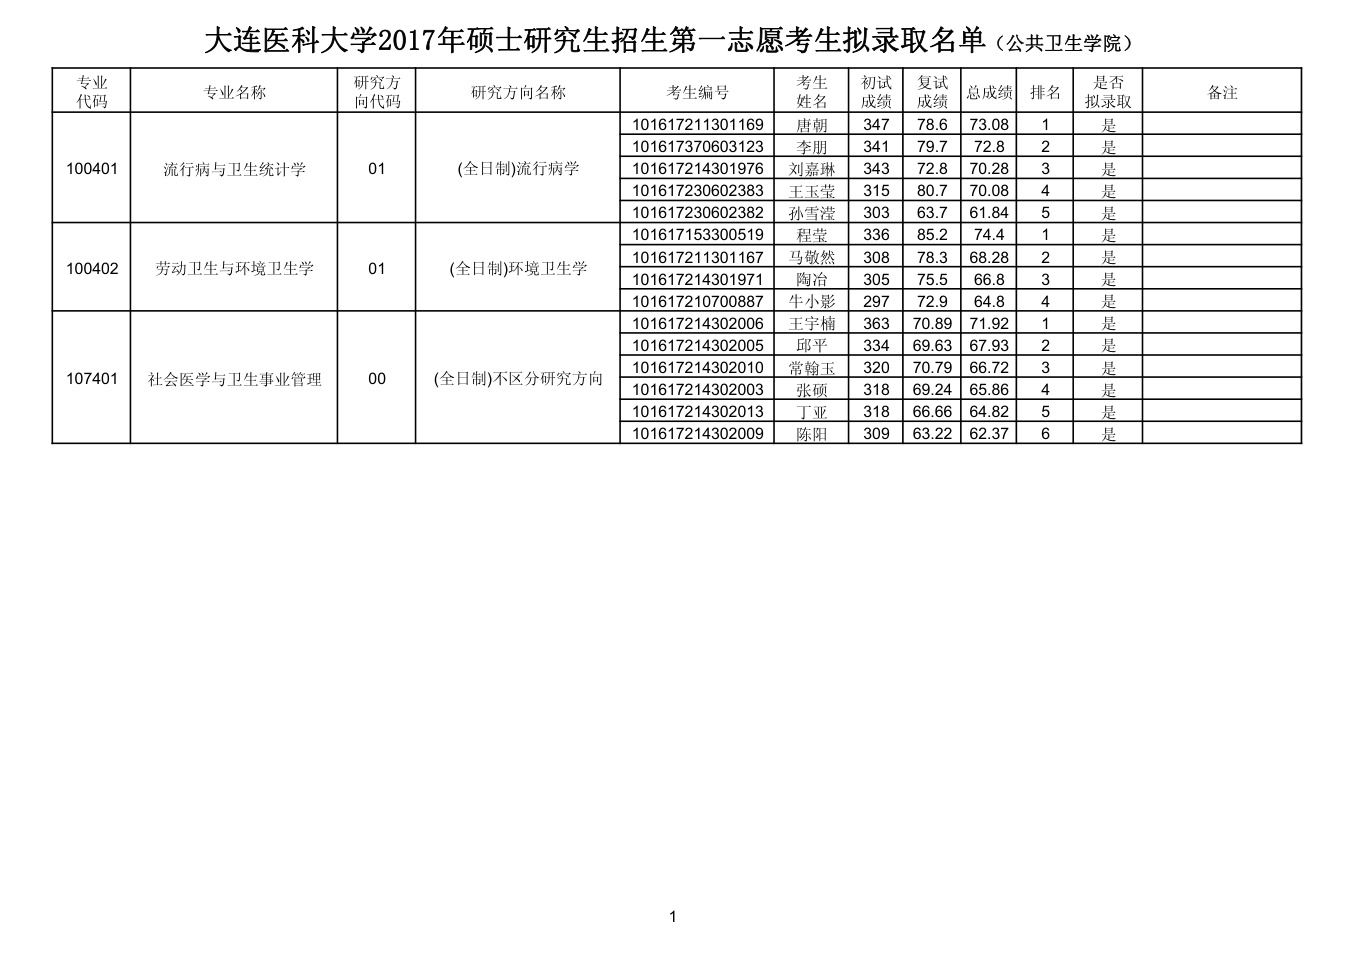 大连医科大学2017年硕士研究生招生第一志愿考生拟录取名单（公共卫生学院）
专业代码 专业名称 研究方向代码 研究方向名称 考生编号 考生姓名 初试成绩 复试成绩 总成绩 排名 是否拟录取 备注
100401 流行病与卫生统计学 01 (全日制)流行病学 101617211301169 唐朝 347 78.6 73.08 1 是
101617370603123 李朋 341 79.7 72.8 2 是
101617214301976 刘嘉琳 343 72.8 70.28 3 是
101617230602383 王玉莹 315 80.7 70.08 4 是
101617230602382 孙雪滢 303 63.7 61.84 5 是
100402 劳动卫生与环境卫生学 01 (全日制)环境卫生学 101617153300519 程莹 336 85.2 74.4 1 是
101617211301167 马敬然 308 78.3 68.28 2 是
101617214301971 陶冶 305 75.5 66.8 3 是
101617210700887 牛小影 297 72.9 64.8 4 是
107401 社会医学与卫生事业管理 00 (全日制)不区分研究方向 101617214302006 王宇楠 363 70.89 71.92 1 是
101617214302005 邱平 334 69.63 67.93 2 是
101617214302010 常翰玉 320 70.79 66.72 3 是
101617214302003 张硕 318 69.24 65.86 4 是
101617214302013 丁亚 318 66.66 64.82 5 是
101617214302009 陈阳 309 63.22 62.37 6 是
1